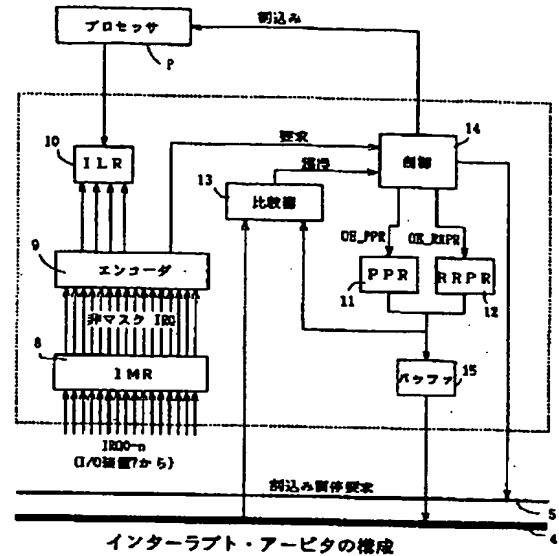 プロセッサ
割込み
P
10
ILR
要求
14
制御
13
比較器
OE_PPR
OE_RRPR
9
エンコーダ
PPR
11
RRPR
12
非マスク IRQ
8
IMR
バッファ
15
IRQ0-n
(I/O装置7から)
割込み調停要求
5
4
インターラプト・アービタの構成